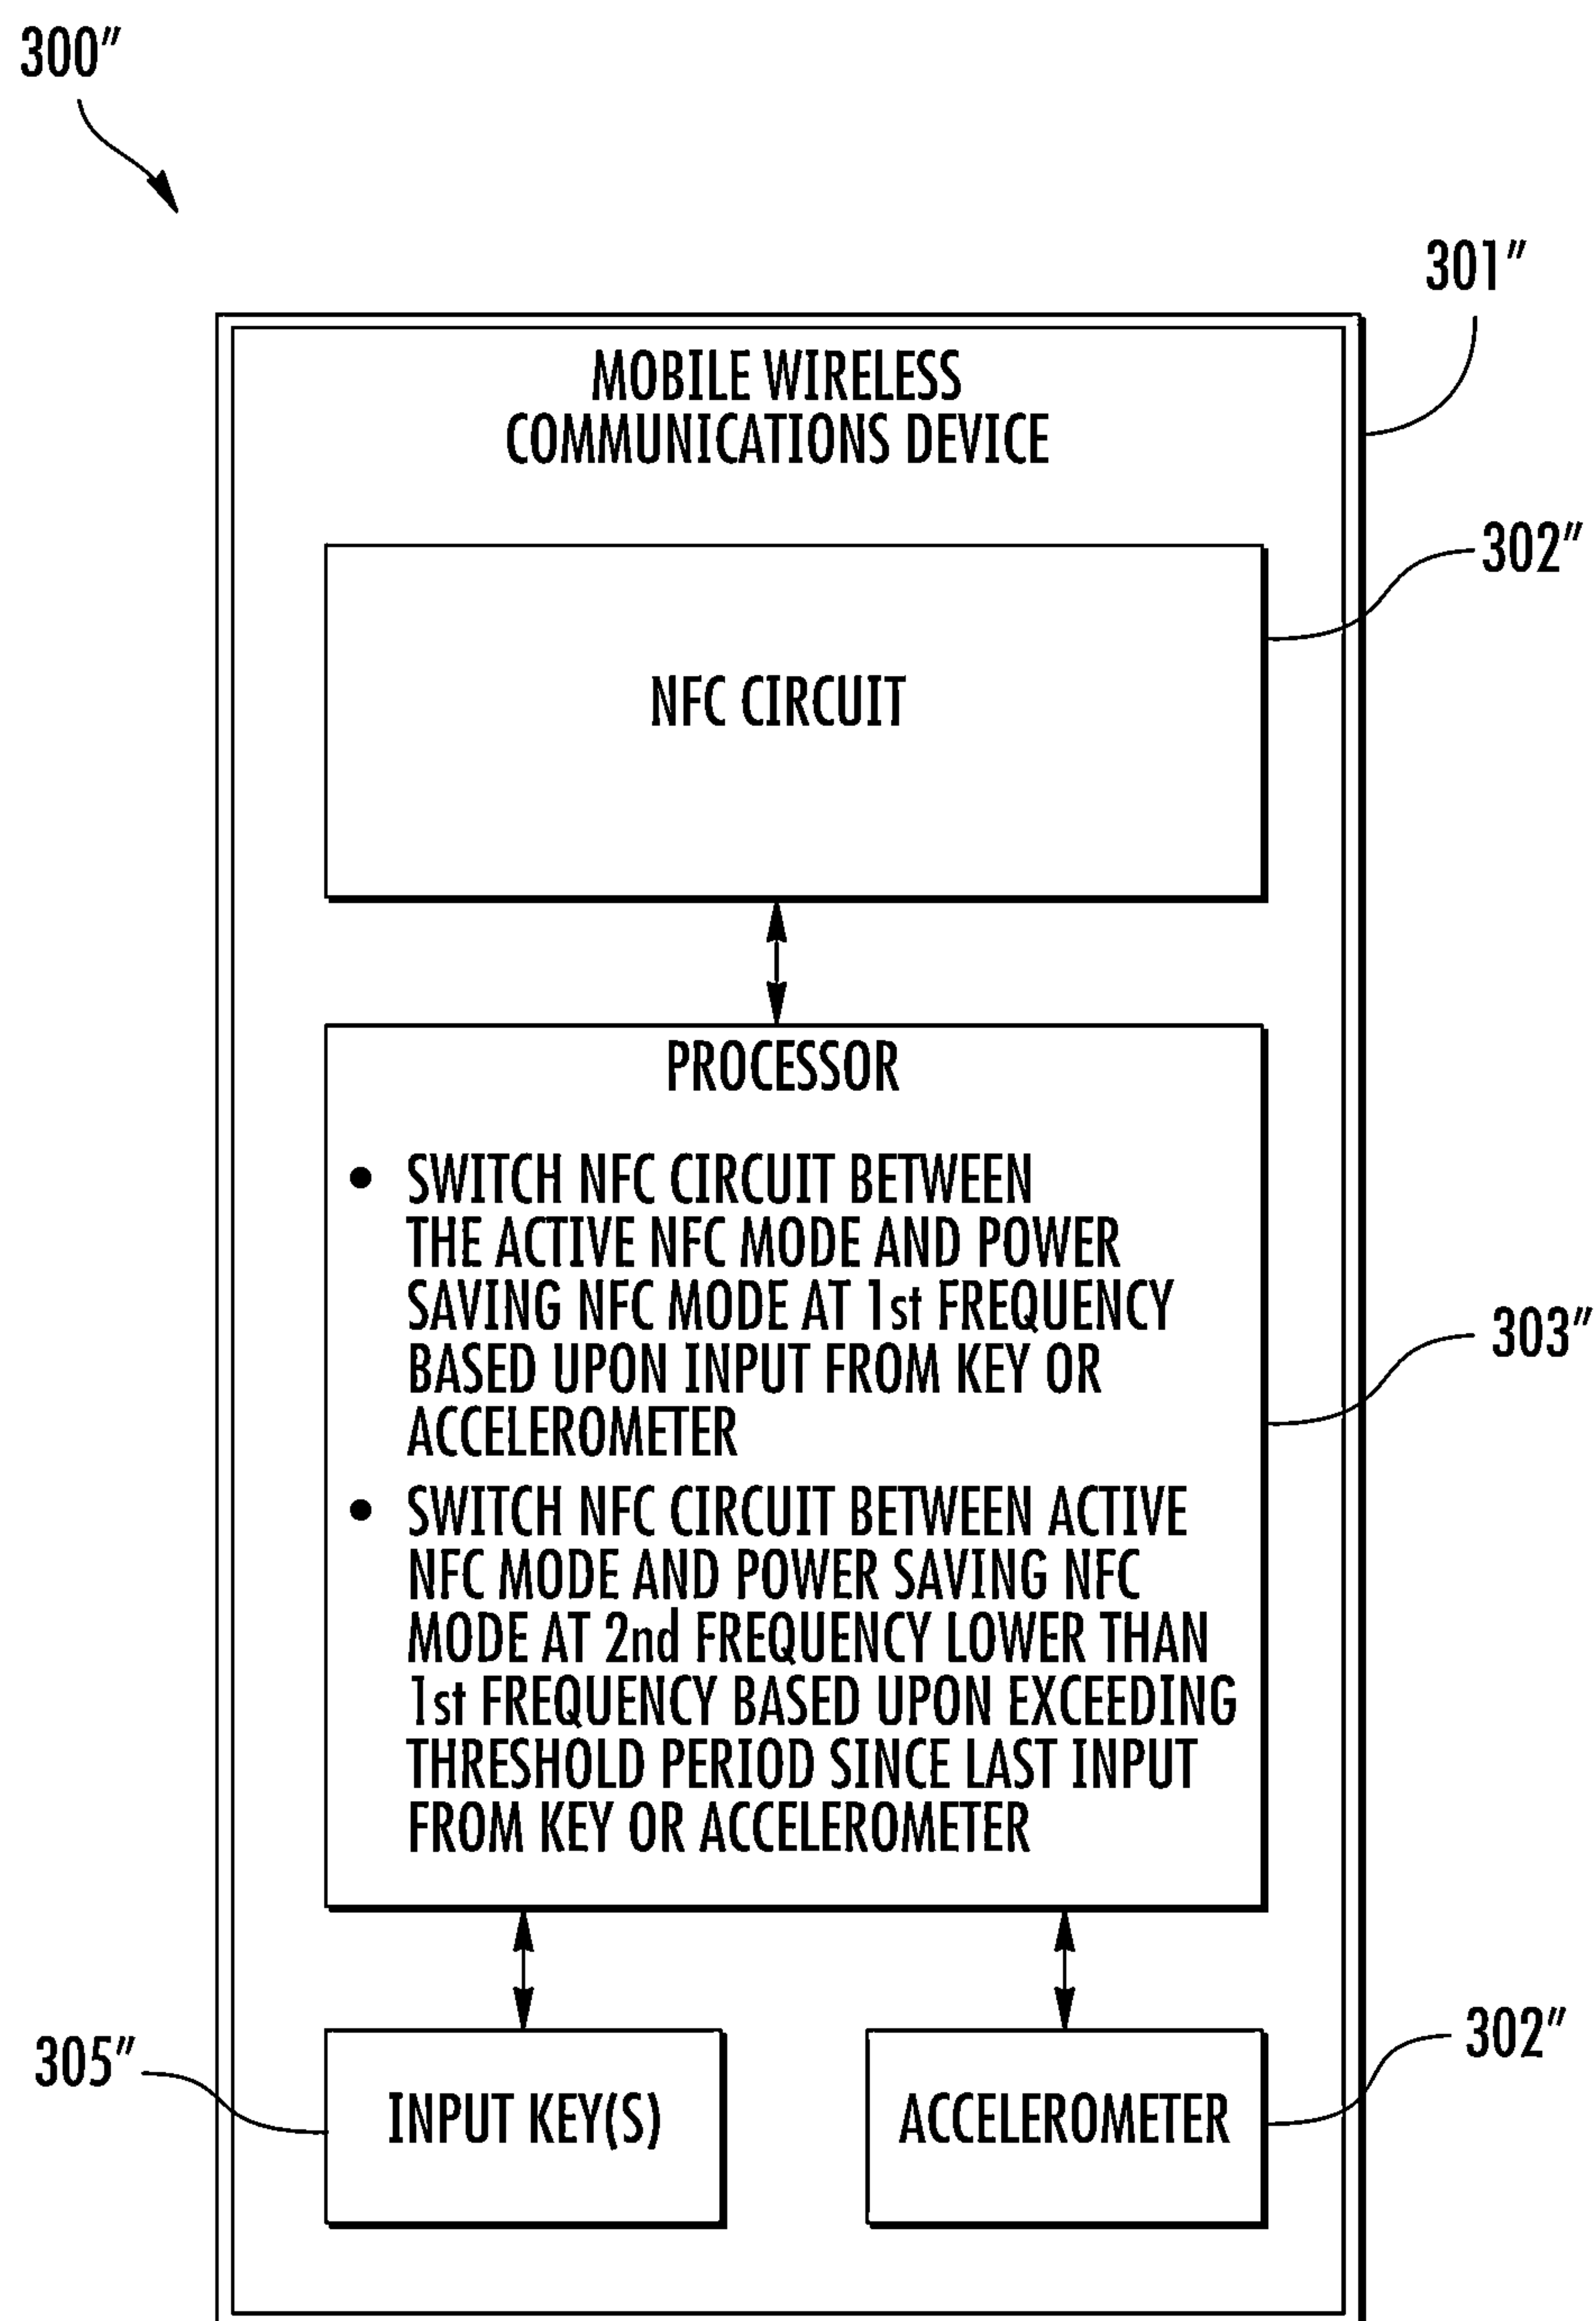 300"
301"
MOBILE WIRELESS
COMMUNICATIONS DEVICE
302"
NFC CIRCUIT
PROCESSOR
• SWITCH NFC CIRCUIT BETWEEN
THE ACTIVE NFC MODE AND POWER
SAVING NFC MODE AT 1st FREQUENCY
BASED UPON INPUT FROM KEY OR
ACCELEROMETER
• SWITCH NFC CIRCUIT BETWEEN ACTIVE
NFC MODE AND POWER SAVING NFC
MODE AT 2nd FREQUENCY LOWER THAN
1st FREQUENCY BASED UPON EXCEEDING
THRESHOLD PERIOD SINCE LAST INPUT
FROM KEY OR ACCELEROMETER
303"
305"
INPUT KEY(S)
ACCELEROMETER
302"